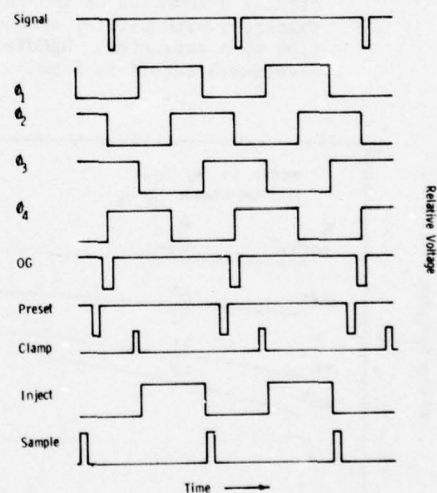 Signal
ϕ1
ϕ2
ϕ3
ϕ4
OG
Preset
Clamp
Inject
Sample
Time
Relative Voltage